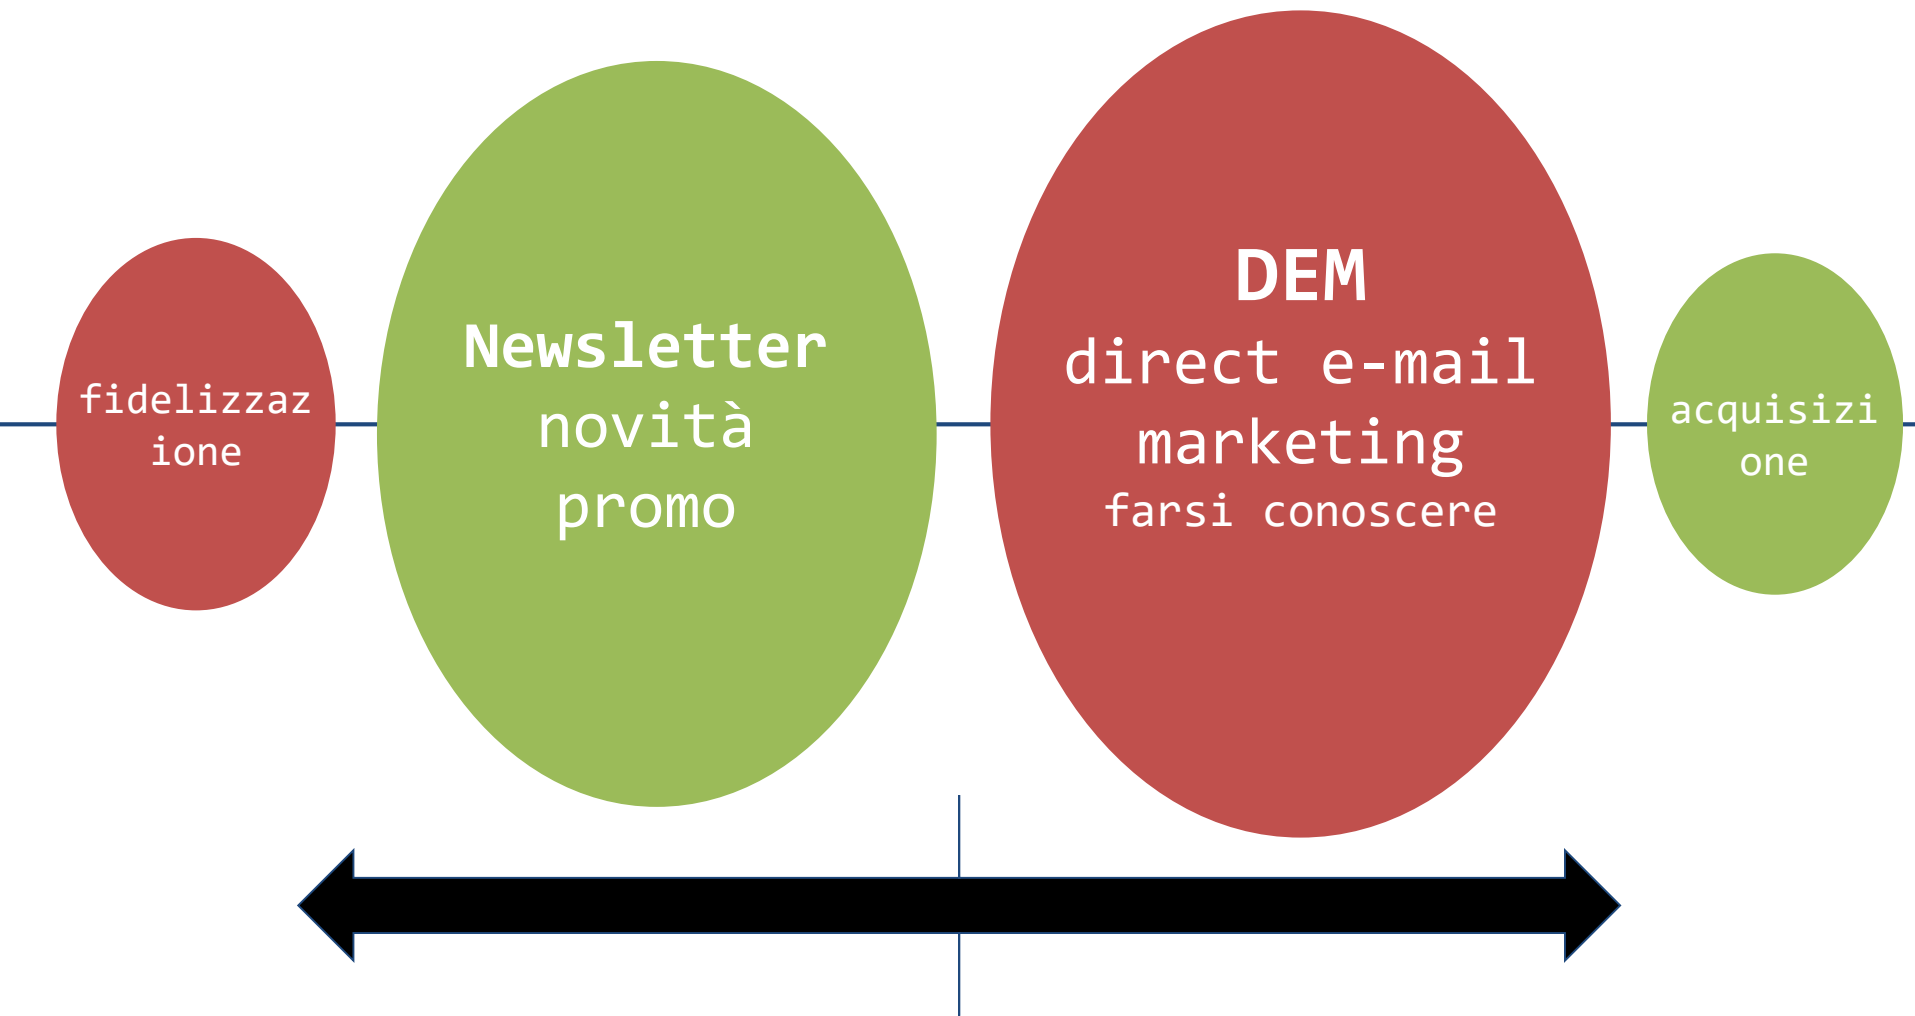 fidelizzaz
ione
Newsletter
novità
promo
DEM
direct e-mail
marketing
farsi conoscere
acquisizi
one